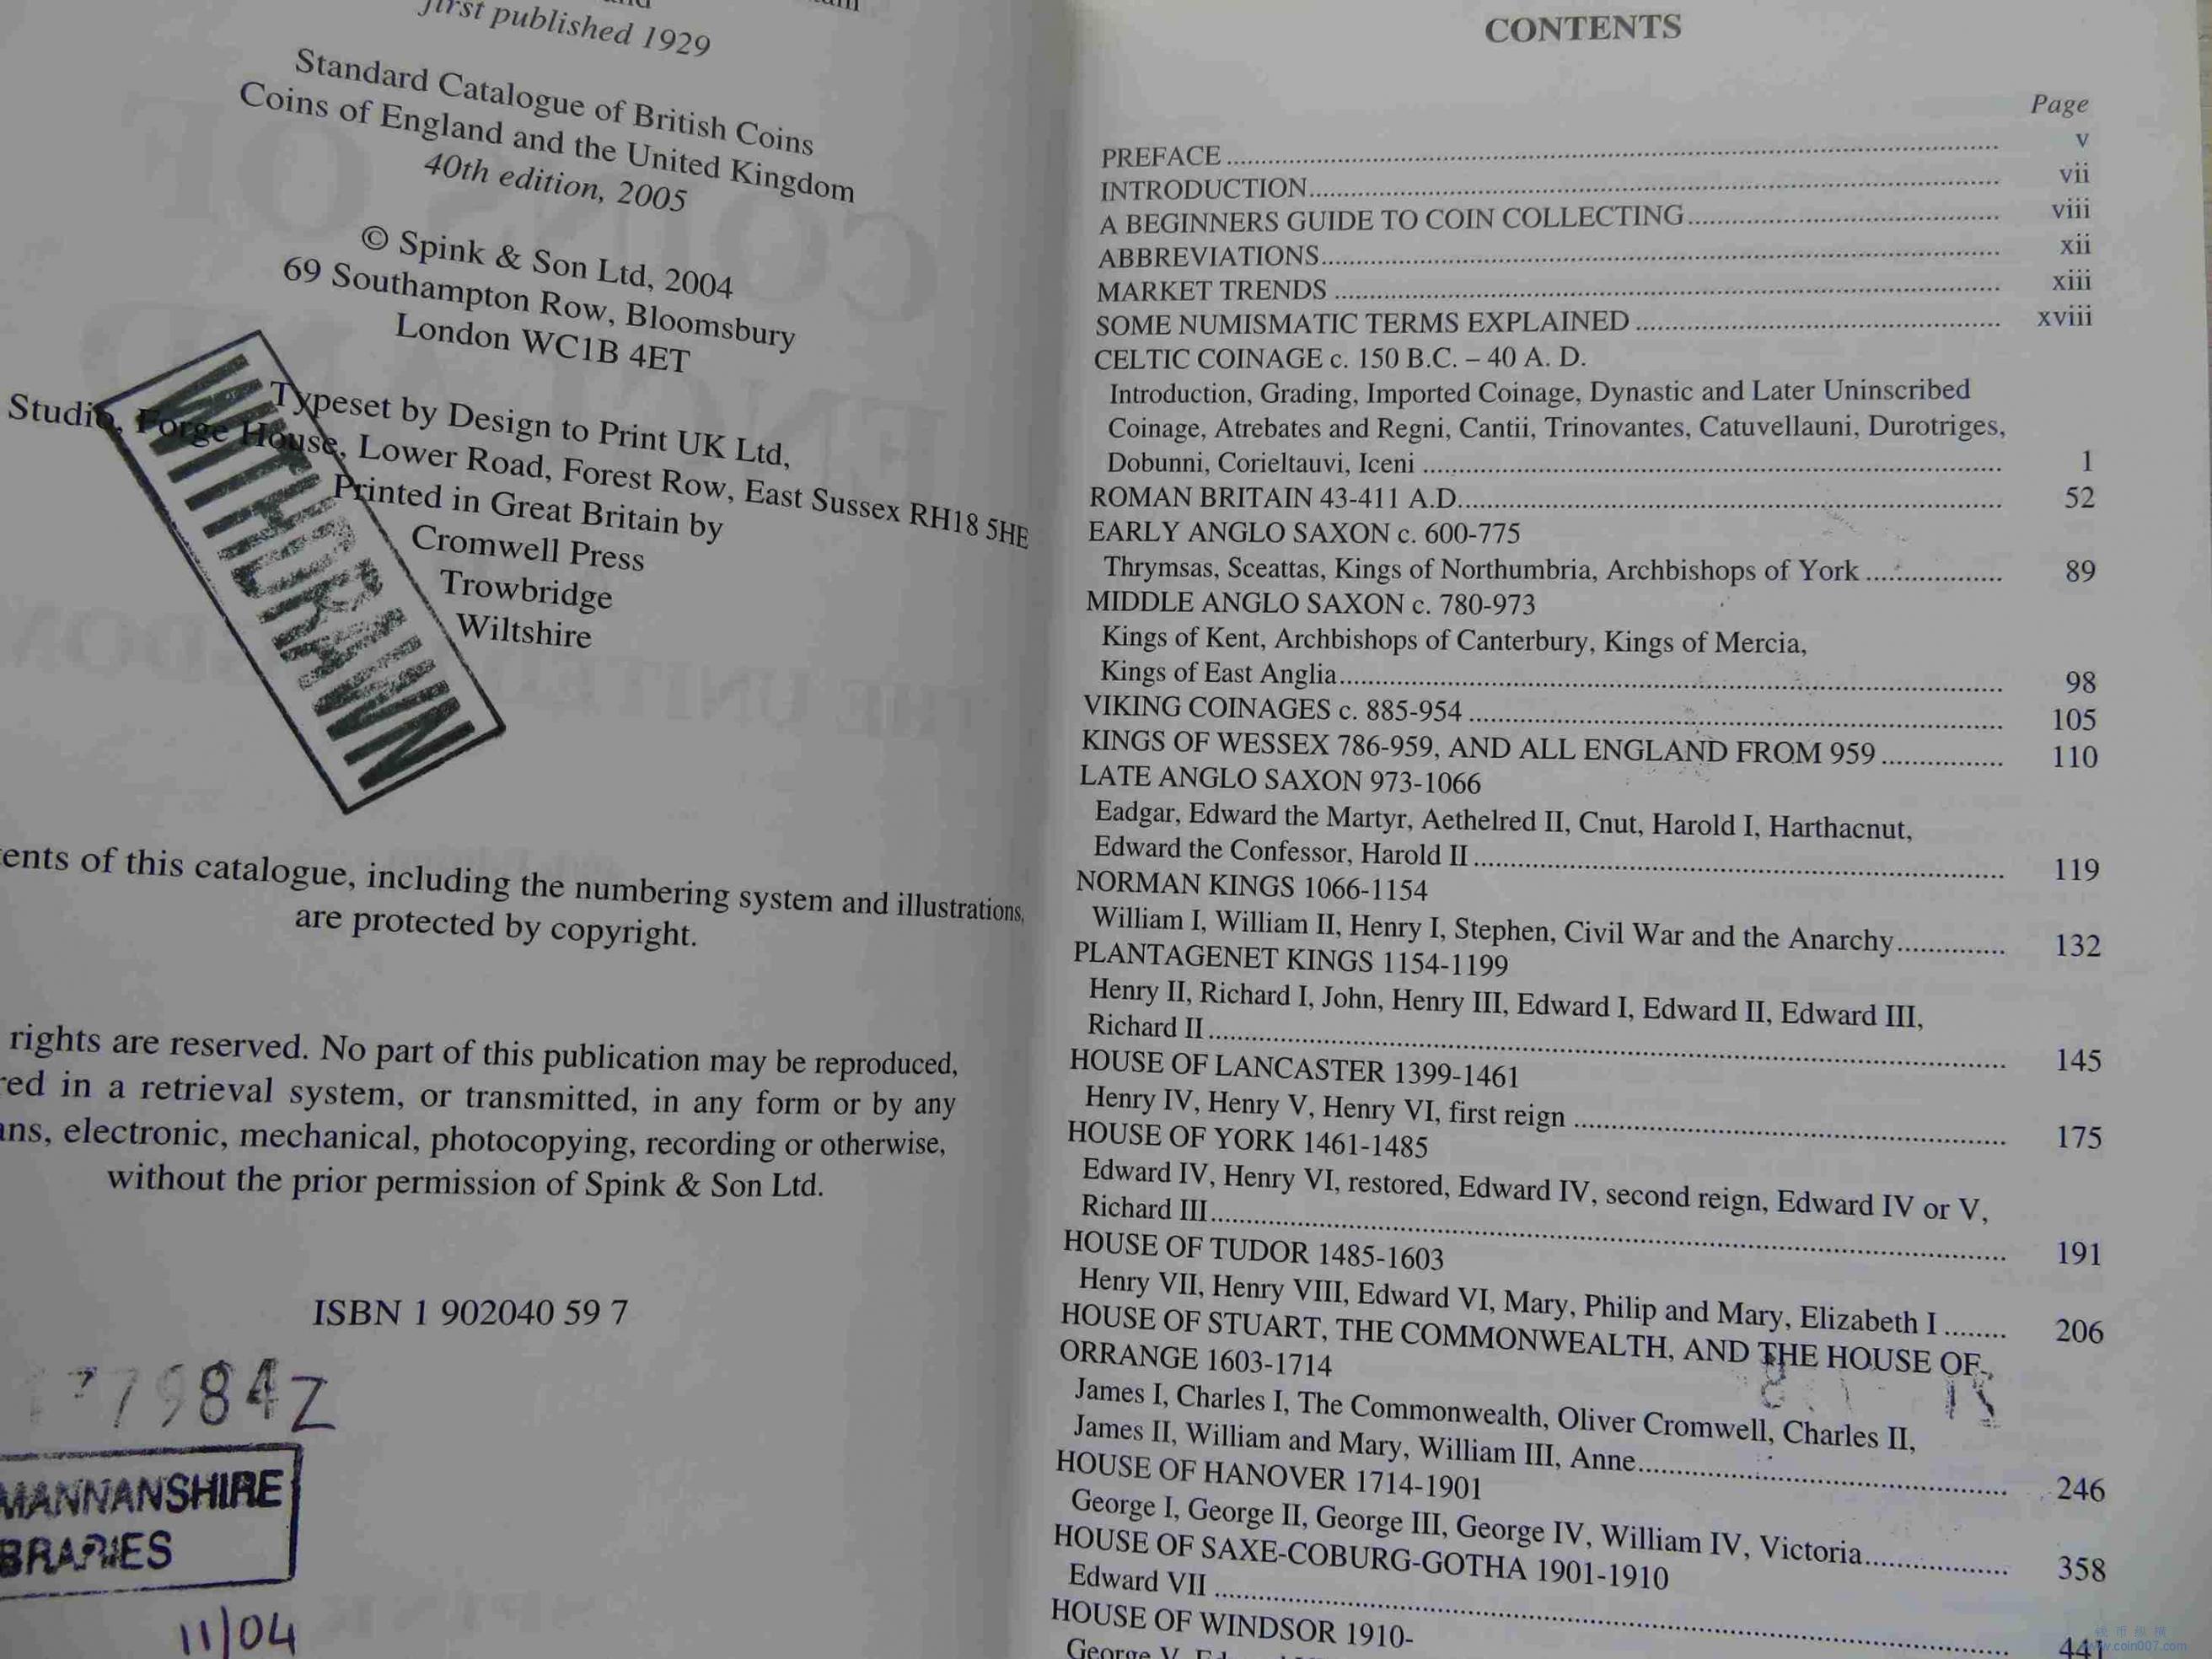 first published 1929
Standard Catalogue of British Coins
Coins of England and the United Kingdom
40th edition, 2005
© Spink & Son Ltd, 2004
69 Southampton Row, Bloomsbury
London WC1B 4ET
Typeset by Design to Print UK Ltd,
Studio, Forge House, Lower Road, Forest Row, East Sussex RH18 5HE
Printed in Great Britain by
Cromwell Press
Trowbridge
Wiltshire
WITHDRAWN
ents of this catalogue, including the numbering system and illustrations,
are protected by copyright.
rights are reserved. No part of this publication may be reproduced,
red in a retrieval system, or transmitted, in any form or by any
ans, electronic, mechanical, photocopying, recording or otherwise,
without the prior permission of Spink & Son Ltd.
ISBN 1 902040 59 7
79842
MANNANSHIRE
BRARIES
11/04
CONTENTS
Page
PREFACE ... v
INTRODUCTION ... vii
A BEGINNERS GUIDE TO COIN COLLECTING ... viii
ABBREVIATIONS ... xii
MARKET TRENDS ... xiii
SOME NUMISMATIC TERMS EXPLAINED ... xviii
CELTIC COINAGE c. 150 B.C. – 40 A. D.
Introduction, Grading, Imported Coinage, Dynastic and Later Uninscribed
Coinage, Atrebates and Regni, Cantii, Trinovantes, Catuvellauni, Durotriges,
Dobunni, Corieltauvi, Iceni ... 1
ROMAN BRITAIN 43-411 A.D. ... 52
EARLY ANGLO SAXON c. 600-775
Thrymsas, Sceattas, Kings of Northumbria, Archbishops of York ... 89
MIDDLE ANGLO SAXON c. 780-973
Kings of Kent, Archbishops of Canterbury, Kings of Mercia,
Kings of East Anglia ... 98
VIKING COINAGES c. 885-954 ... 105
KINGS OF WESSEX 786-959, AND ALL ENGLAND FROM 959 ... 110
LATE ANGLO SAXON 973-1066
Eadgar, Edward the Martyr, Aethelred II, Cnut, Harold I, Harthacnut,
Edward the Confessor, Harold II ... 119
NORMAN KINGS 1066-1154
William I, William II, Henry I, Stephen, Civil War and the Anarchy ... 132
PLANTAGENET KINGS 1154-1199
Henry II, Richard I, John, Henry III, Edward I, Edward II, Edward III,
Richard II ... 145
HOUSE OF LANCASTER 1399-1461
Henry IV, Henry V, Henry VI, first reign ... 175
HOUSE OF YORK 1461-1485
Edward IV, Henry VI, restored, Edward IV, second reign, Edward IV or V,
Richard III ... 191
HOUSE OF TUDOR 1485-1603
Henry VII, Henry VIII, Edward VI, Mary, Philip and Mary, Elizabeth I ... 206
HOUSE OF STUART, THE COMMONWEALTH, AND THE HOUSE OF
ORRANGE 1603-1714
James I, Charles I, The Commonwealth, Oliver Cromwell, Charles II,
James II, William and Mary, William III, Anne ... 246
HOUSE OF HANOVER 1714-1901
George I, George II, George III, George IV, William IV, Victoria ... 358
HOUSE OF SAXE-COBURG-GOTHA 1901-1910
Edward VII ... 441
HOUSE OF WINDSOR 1910-
George V,
www.coin007.com